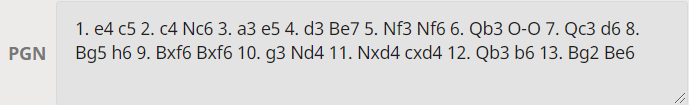 PGN
1. e4 c5 2. c4 Nc6 3. a3 e5 4. d3 Be7 5. Nf3 Nf6 6. Qb3 O-O 7. Qc3 d6 8.
Bg5 h6 9. Bxf6 Bxf6 10. g3 Nd4 11. Nxd4 cxd4 12. Qb3 b6 13. Bg2 Be6